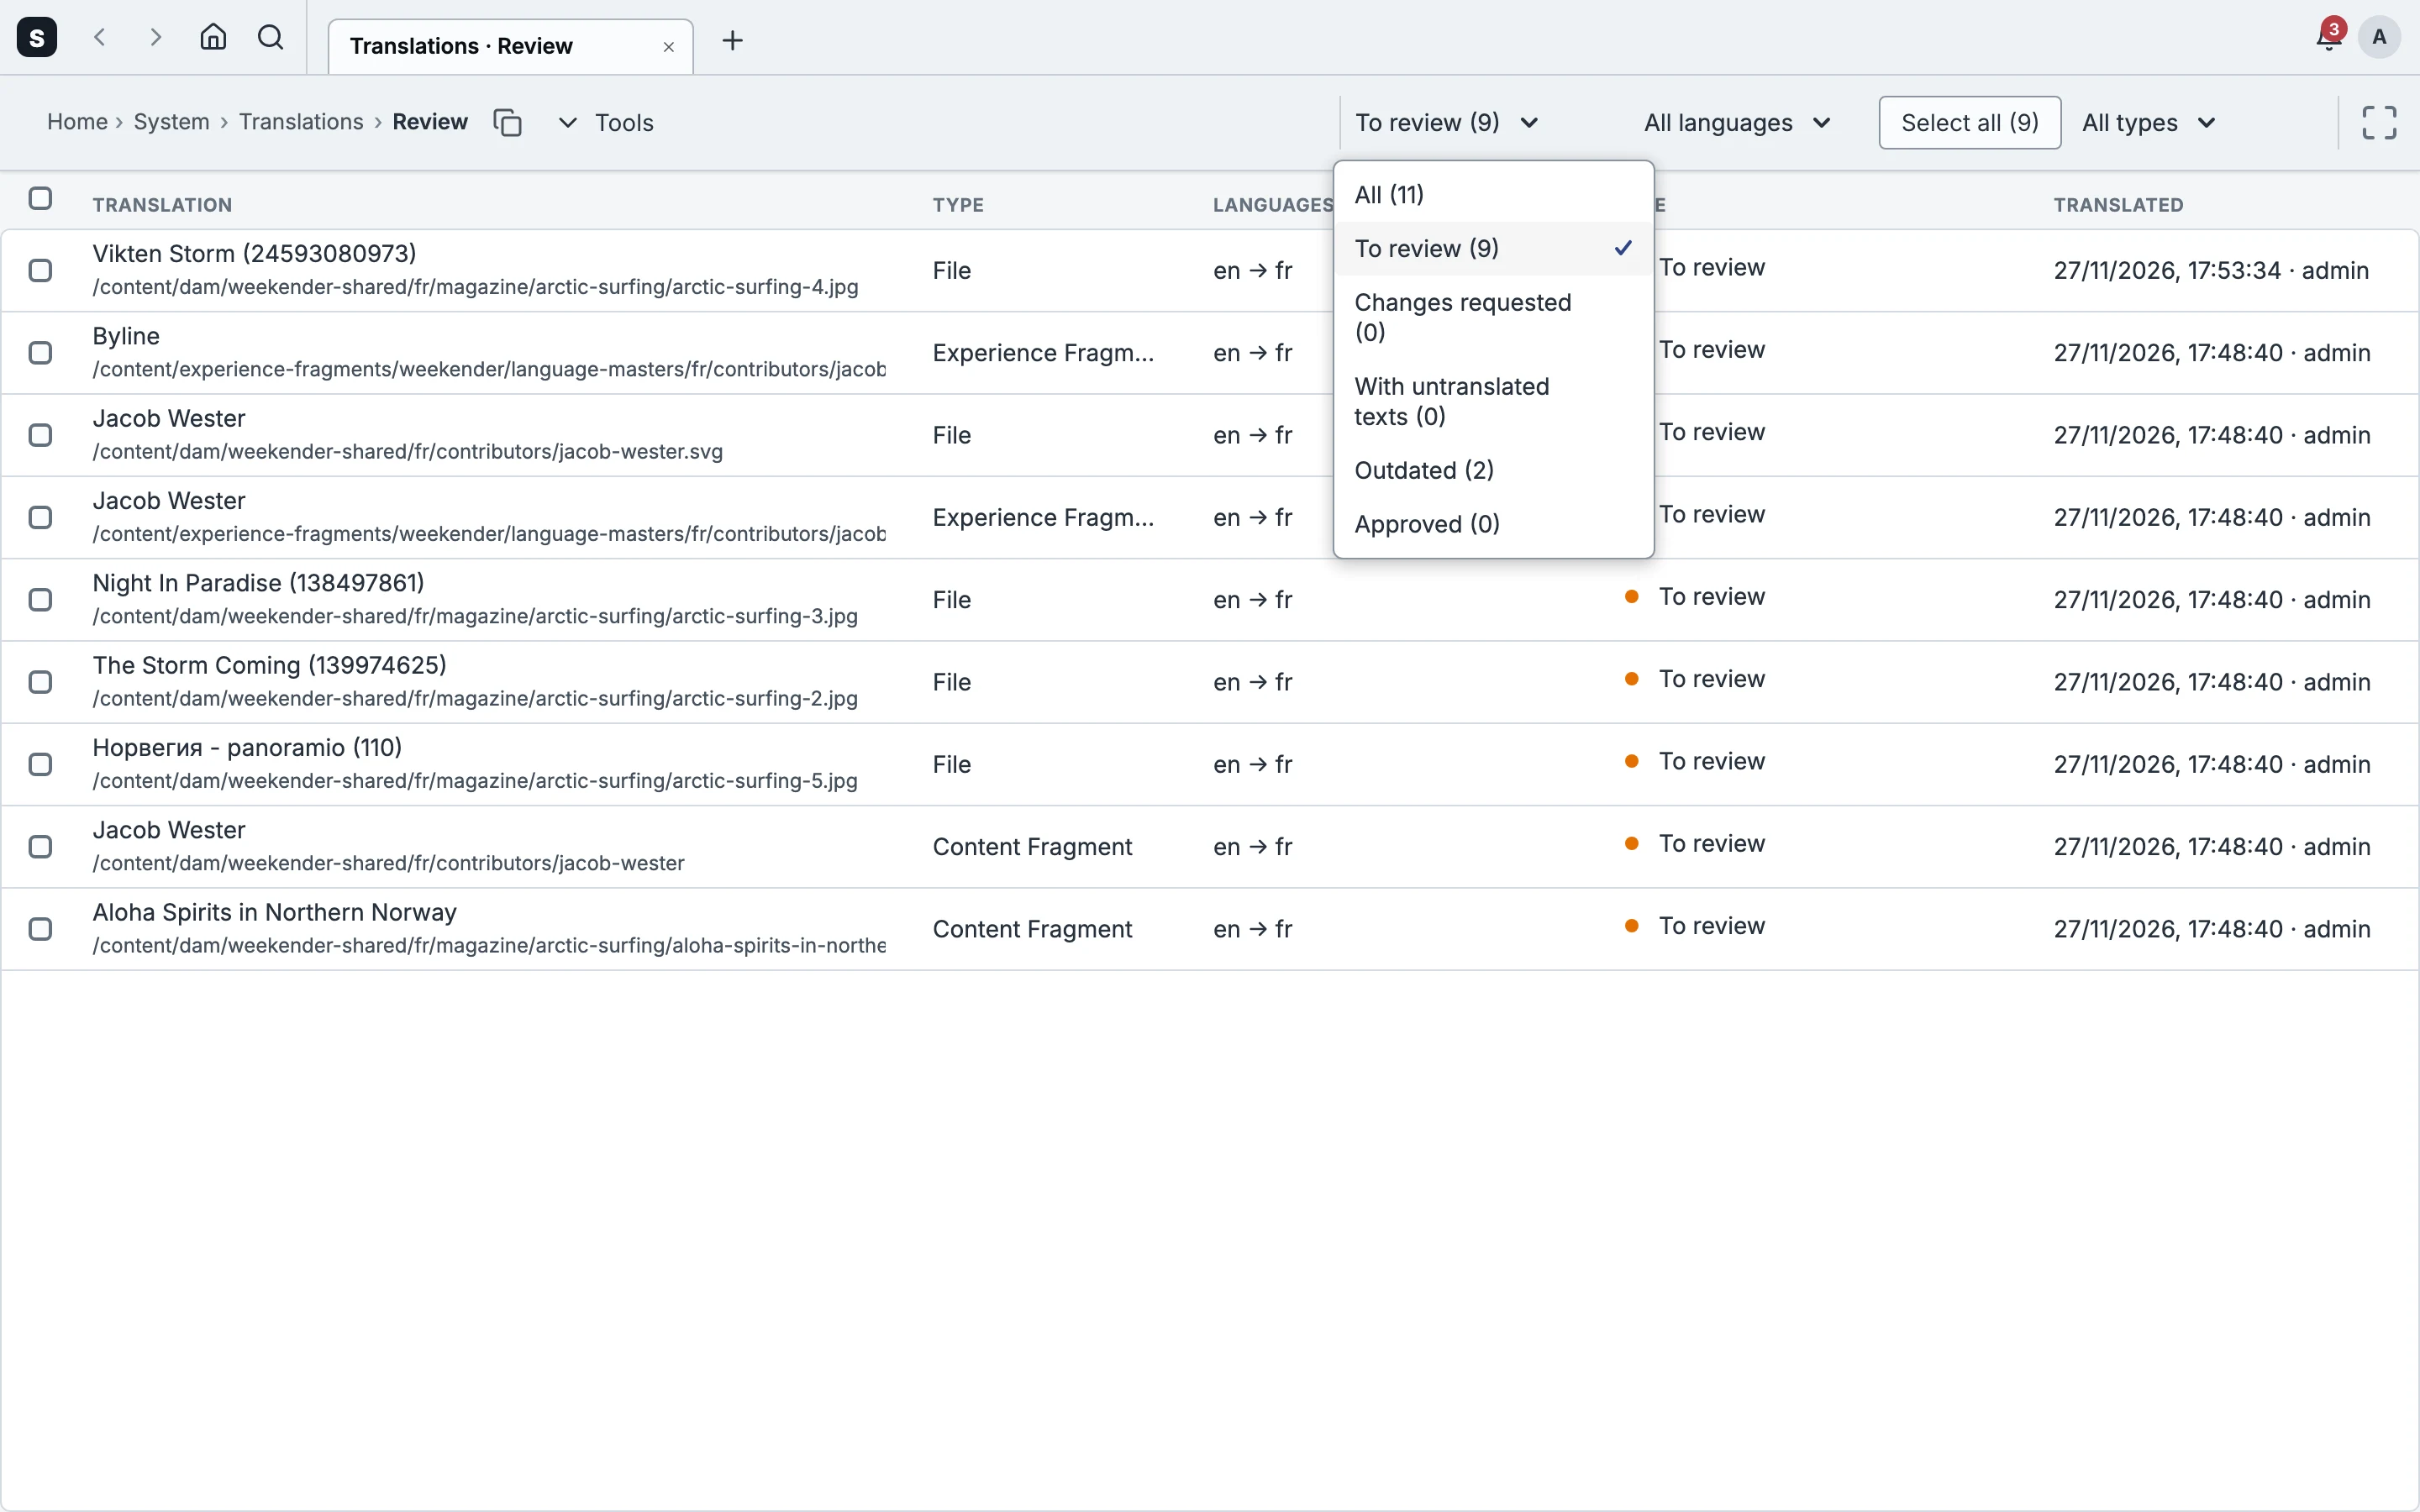 S
Translations · Review
3
A
Home › System › Translations › Review
Tools
To review (9)
All languages
Select all (9)
All types
All (11)
To review (9)
Changes requested
(0)
With untranslated
texts (0)
Outdated (2)
Approved (0)
TRANSLATION TYPE LANGUAGES E TRANSLATED
Vikten Storm (24593080973)
/content/dam/weekender-shared/fr/magazine/arctic-surfing/arctic-surfing-4.jpg
File en → fr To review 27/11/2026, 17:53:34 · admin
Byline
/content/experience-fragments/weekender/language-masters/fr/contributors/jacob
Experience Fragm... en → fr To review 27/11/2026, 17:48:40 · admin
Jacob Wester
/content/dam/weekender-shared/fr/contributors/jacob-wester.svg
File en → fr To review 27/11/2026, 17:48:40 · admin
Jacob Wester
/content/experience-fragments/weekender/language-masters/fr/contributors/jacob
Experience Fragm... en → fr To review 27/11/2026, 17:48:40 · admin
Night In Paradise (138497861)
/content/dam/weekender-shared/fr/magazine/arctic-surfing/arctic-surfing-3.jpg
File en → fr To review 27/11/2026, 17:48:40 · admin
The Storm Coming (139974625)
/content/dam/weekender-shared/fr/magazine/arctic-surfing/arctic-surfing-2.jpg
File en → fr To review 27/11/2026, 17:48:40 · admin
Норвегия - panoramio (110)
/content/dam/weekender-shared/fr/magazine/arctic-surfing/arctic-surfing-5.jpg
File en → fr To review 27/11/2026, 17:48:40 · admin
Jacob Wester
/content/dam/weekender-shared/fr/contributors/jacob-wester
Content Fragment en → fr To review 27/11/2026, 17:48:40 · admin
Aloha Spirits in Northern Norway
/content/dam/weekender-shared/fr/magazine/arctic-surfing/aloha-spirits-in-northe
Content Fragment en → fr To review 27/11/2026, 17:48:40 · admin